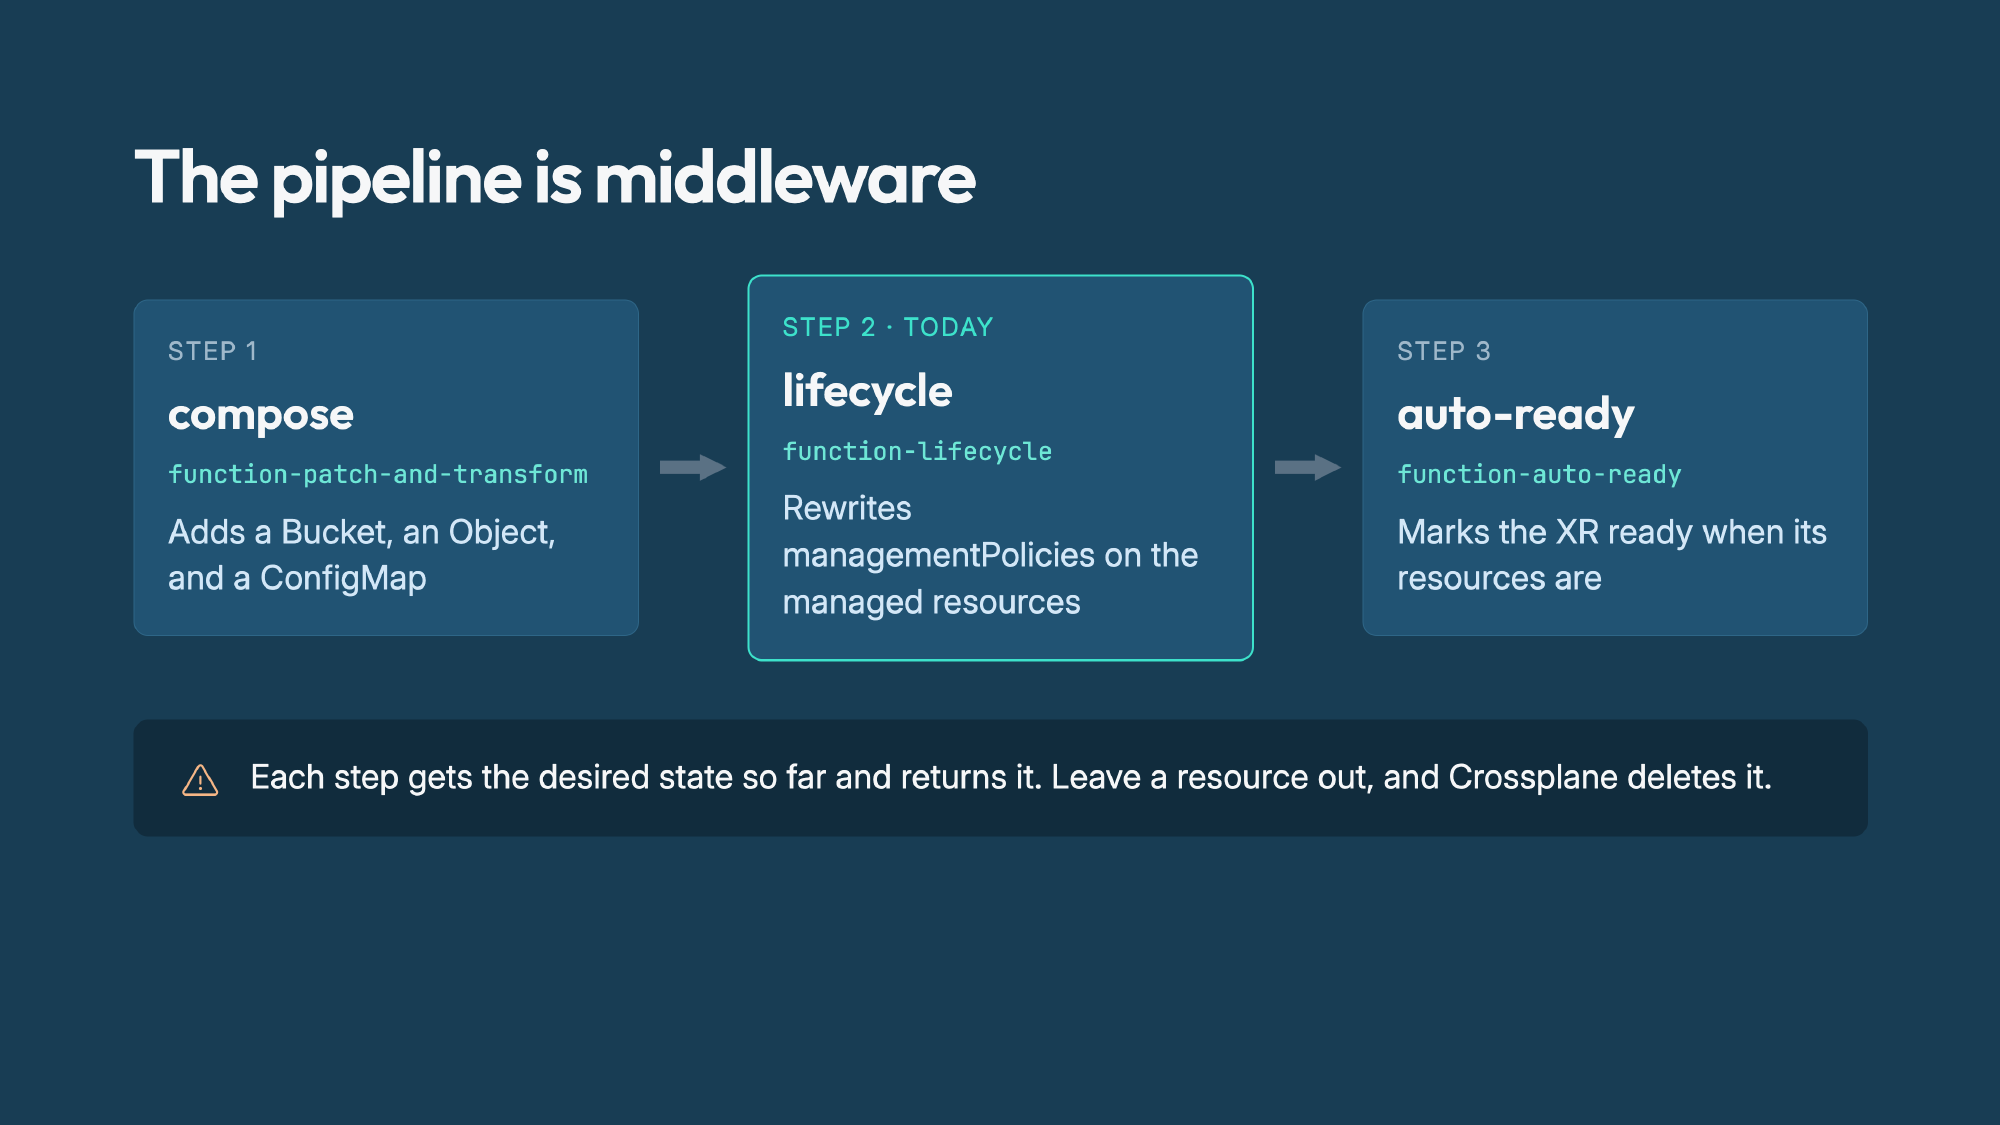 The pipeline is middleware
STEP 1
compose
function-patch-and-transform
Adds a Bucket, an Object,
and a ConfigMap
STEP 2 · TODAY
lifecycle
function-lifecycle
Rewrites
managementPolicies on the
managed resources
STEP 3
auto-ready
function-auto-ready
Marks the XR ready when its
resources are
Each step gets the desired state so far and returns it. Leave a resource out, and Crossplane deletes it.